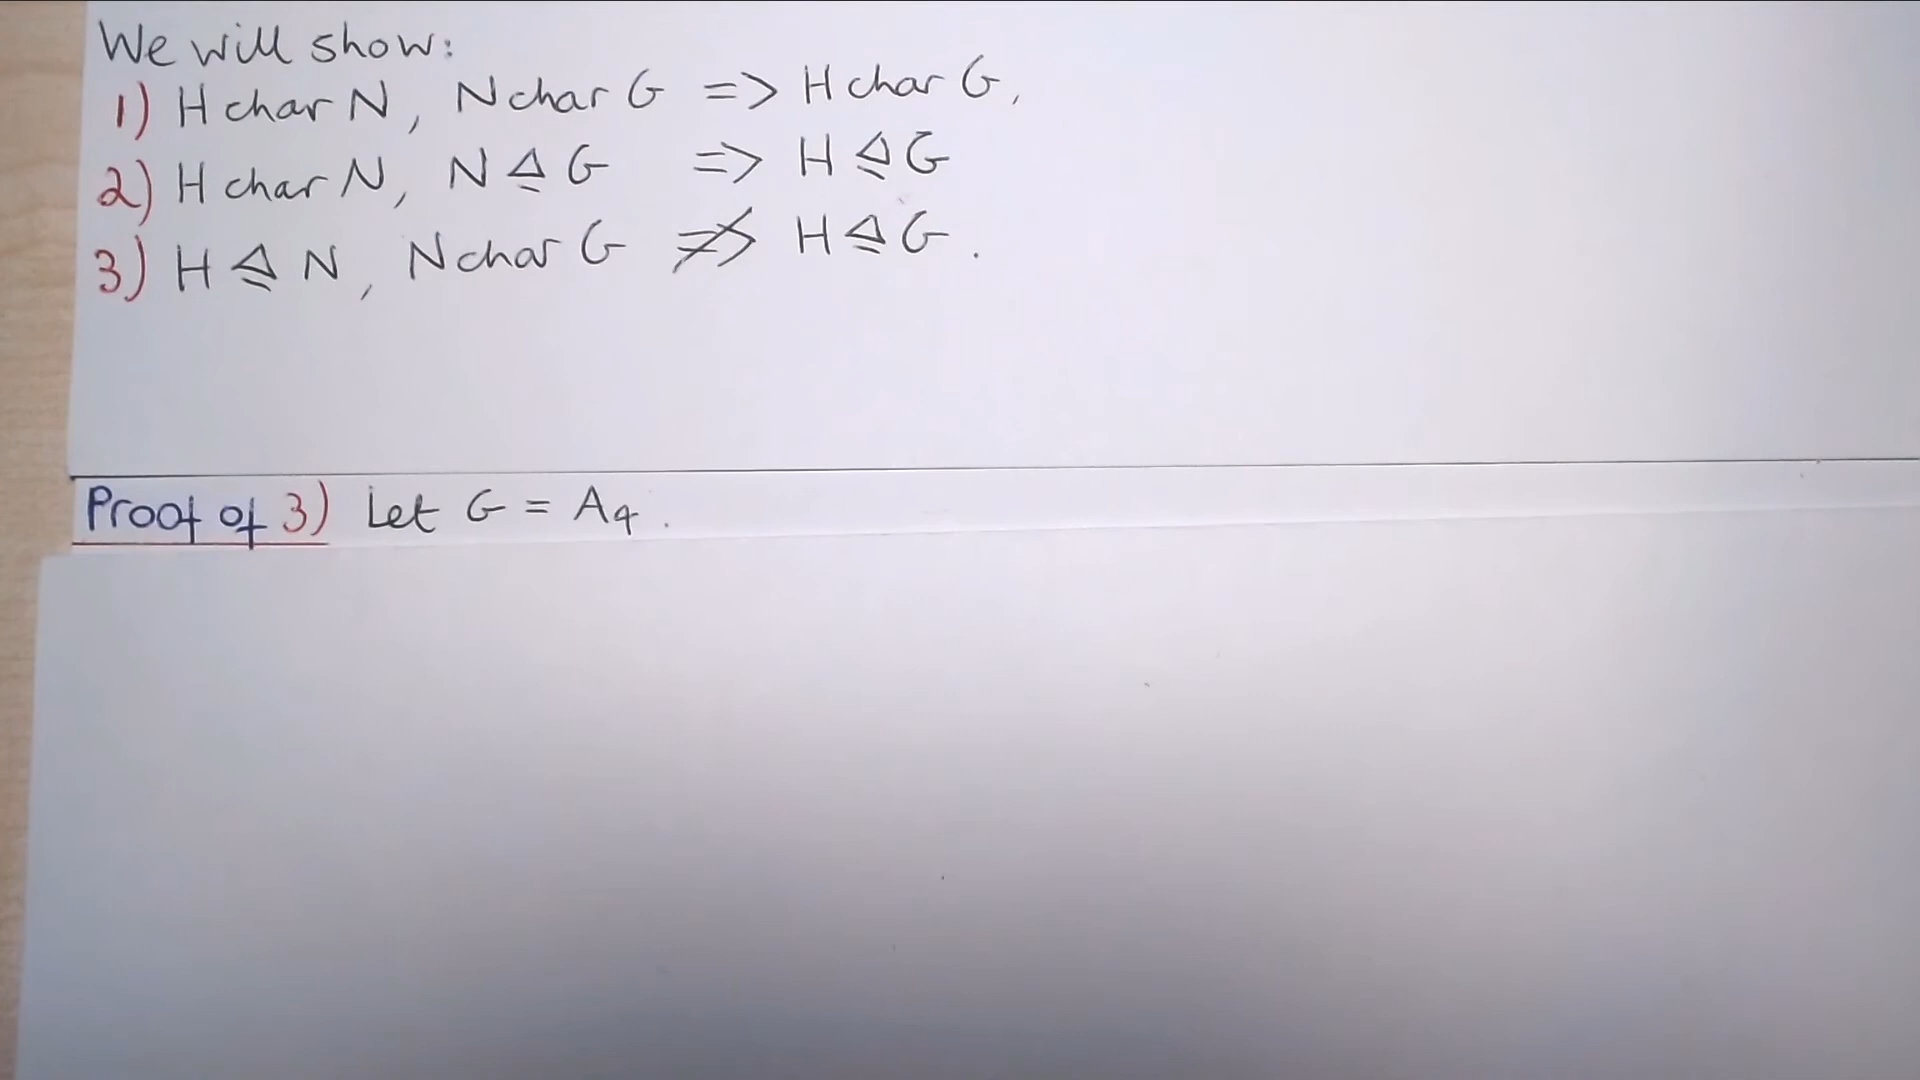 We will show:
1) H char N, N char G => H char G,
2) H char N, N ⊴ G => H ⊴ G
3) H ⊴ N, N char G ≠> H ⊴ G.
Proof of 3) Let G = A4.